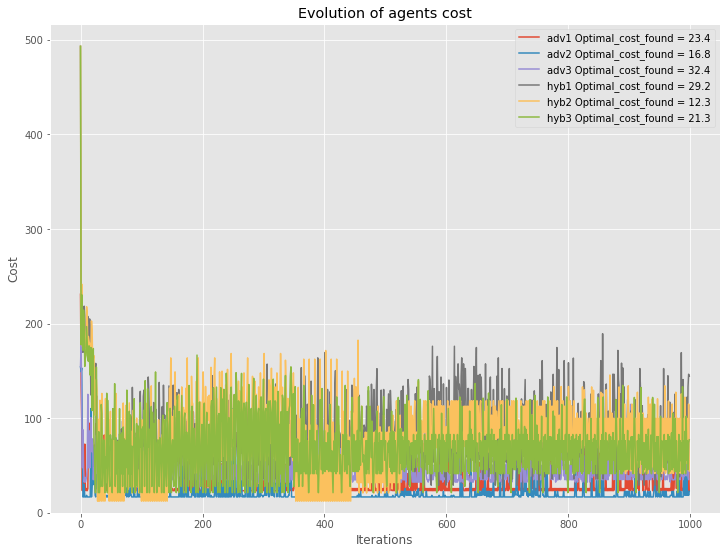 Evolution of agents cost
adv1 Optimal_cost_found = 23.4
adv2 Optimal_cost_found = 16.8
adv3 Optimal_cost_found = 32.4
hyb1 Optimal_cost_found = 29.2
hyb2 Optimal_cost_found = 12.3
hyb3 Optimal_cost_found = 21.3
500
400
300
200
100
0
Cost
0 200 400 600 800 1000
Iterations